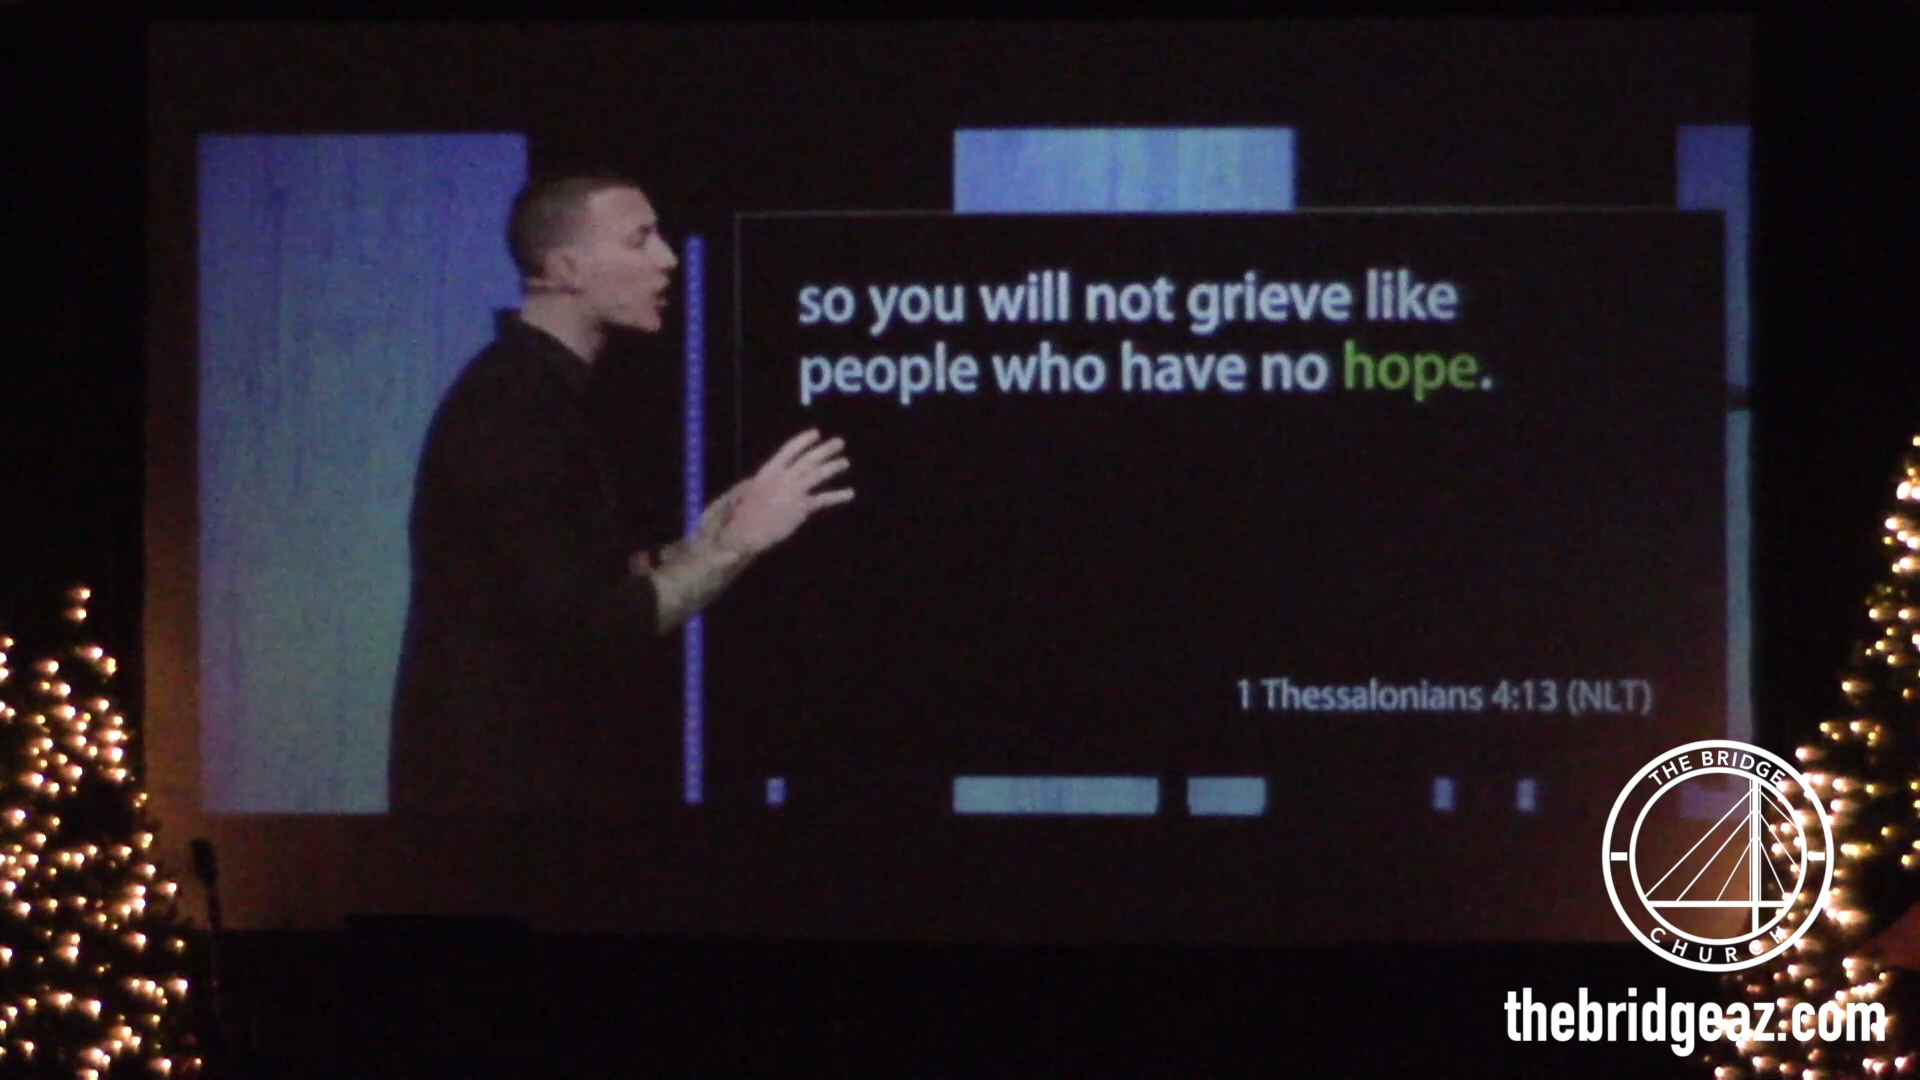 so you will not grieve like
people who have no hope.
1 Thessalonians 4:13 (NLT)
THE BRIDGE
CHURCH
thebridgeaz.com